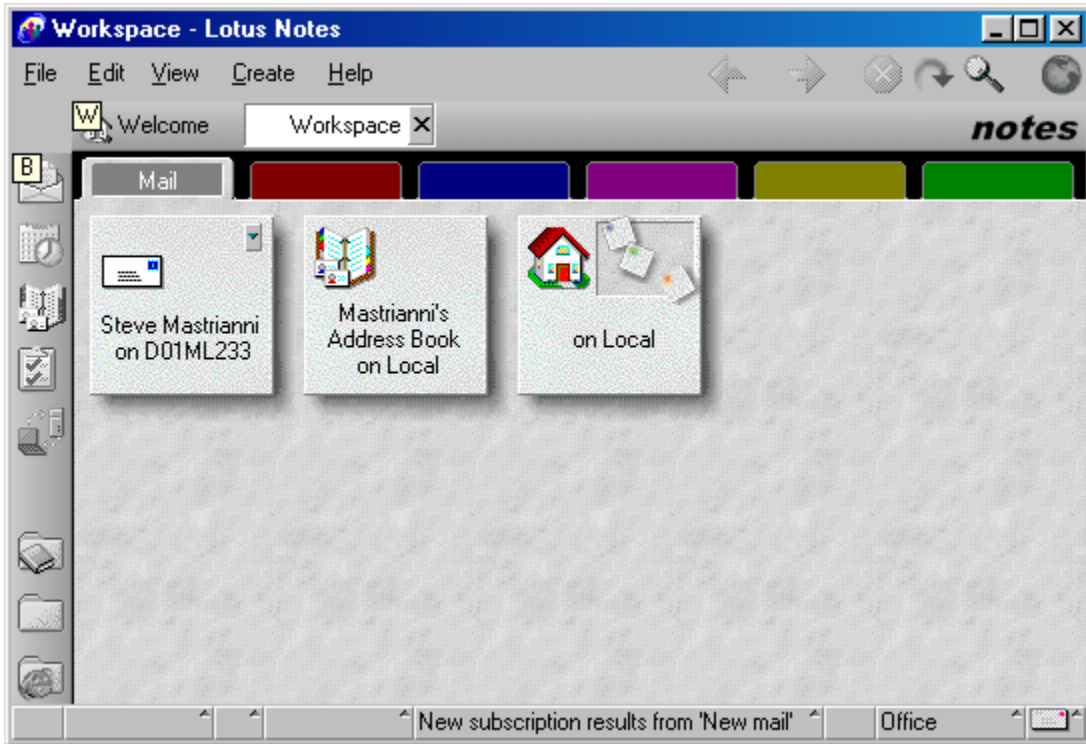 Workspace - Lotus Notes
File Edit View Create Help
W Welcome Workspace
notes
B
Mail
Steve Mastrianni
on D01ML233
Mastrianni's
Address Book
on Local
on Local
New subscription results from 'New mail' Office